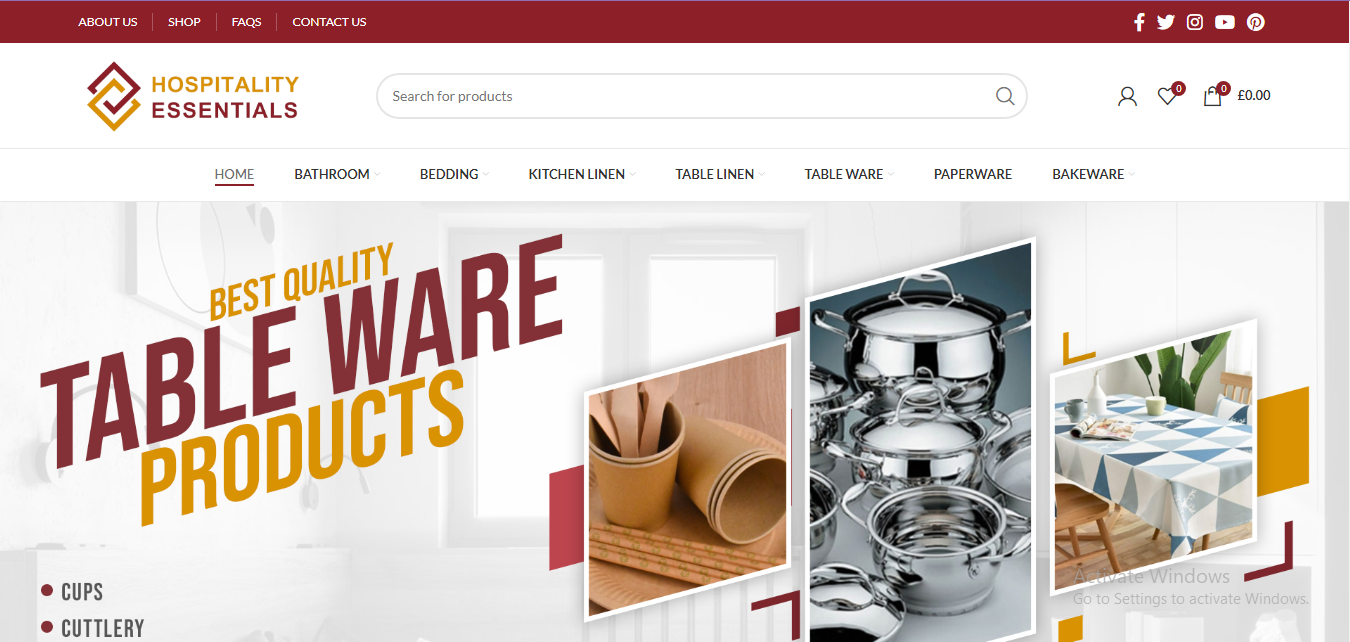 ABOUT US SHOP FAQS CONTACT US
HOSPITALITY
ESSENTIALS
Search for products
0
0
£0.00
HOME BATHROOM BEDDING KITCHEN LINEN TABLE LINEN TABLE WARE PAPERWARE BAKEWARE
BEST QUALITY
TABLE WARE
PRODUCTS
CUPS
CUTTLERY
Activate Windows
Go to Settings to activate Windows.